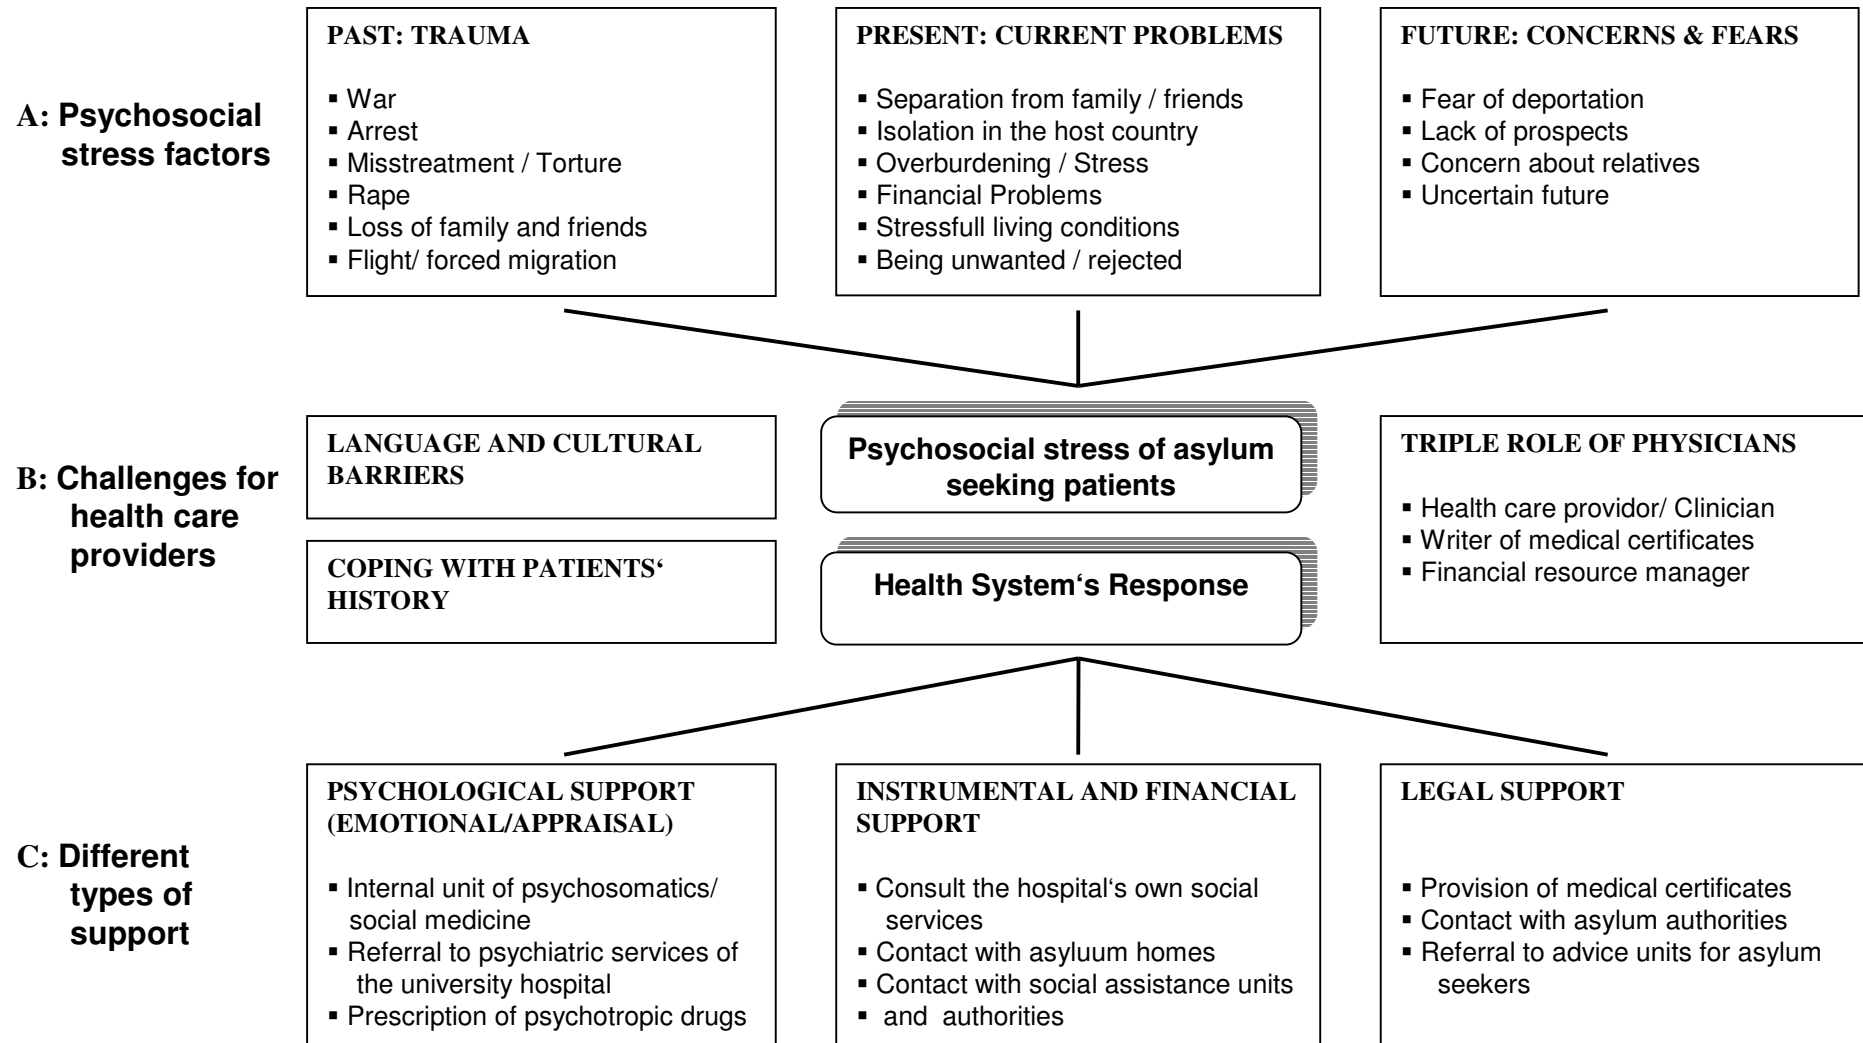 A: Psychosocial
stress factors
PAST: TRAUMA
▪ War
▪ Arrest
▪ Misstreatment / Torture
▪ Rape
▪ Loss of family and friends
▪ Flight/ forced migration
PRESENT: CURRENT PROBLEMS
▪ Separation from family / friends
▪ Isolation in the host country
▪ Overburdening / Stress
▪ Financial Problems
▪ Stressfull living conditions
▪ Being unwanted / rejected
FUTURE: CONCERNS & FEARS
▪ Fear of deportation
▪ Lack of prospects
▪ Concern about relatives
▪ Uncertain future
B: Challenges for
health care
providers
LANGUAGE AND CULTURAL
BARRIERS
COPING WITH PATIENTS‘
HISTORY
Psychosocial stress of asylum
seeking patients
Health System‘s Response
TRIPLE ROLE OF PHYSICIANS
▪ Health care providor/ Clinician
▪ Writer of medical certificates
▪ Financial resource manager
C: Different
types of
support
PSYCHOLOGICAL SUPPORT
(EMOTIONAL/APPRAISAL)
▪ Internal unit of psychosomatics/
social medicine
▪ Referral to psychiatric services of
the university hospital
▪ Prescription of psychotropic drugs
INSTRUMENTAL AND FINANCIAL
SUPPORT
▪ Consult the hospital‘s own social
services
▪ Contact with asyluum homes
▪ Contact with social assistance units
▪ and authorities
LEGAL SUPPORT
▪ Provision of medical certificates
▪ Contact with asylum authorities
▪ Referral to advice units for asylum
seekers